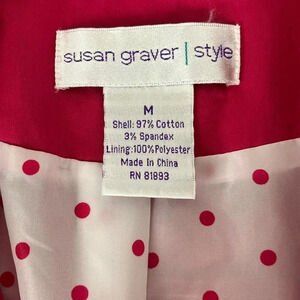 susan graver | style
M
Shell: 97% Cotton
3% Spandex
Lining: 100% Polyester
Made In China
RN 81893